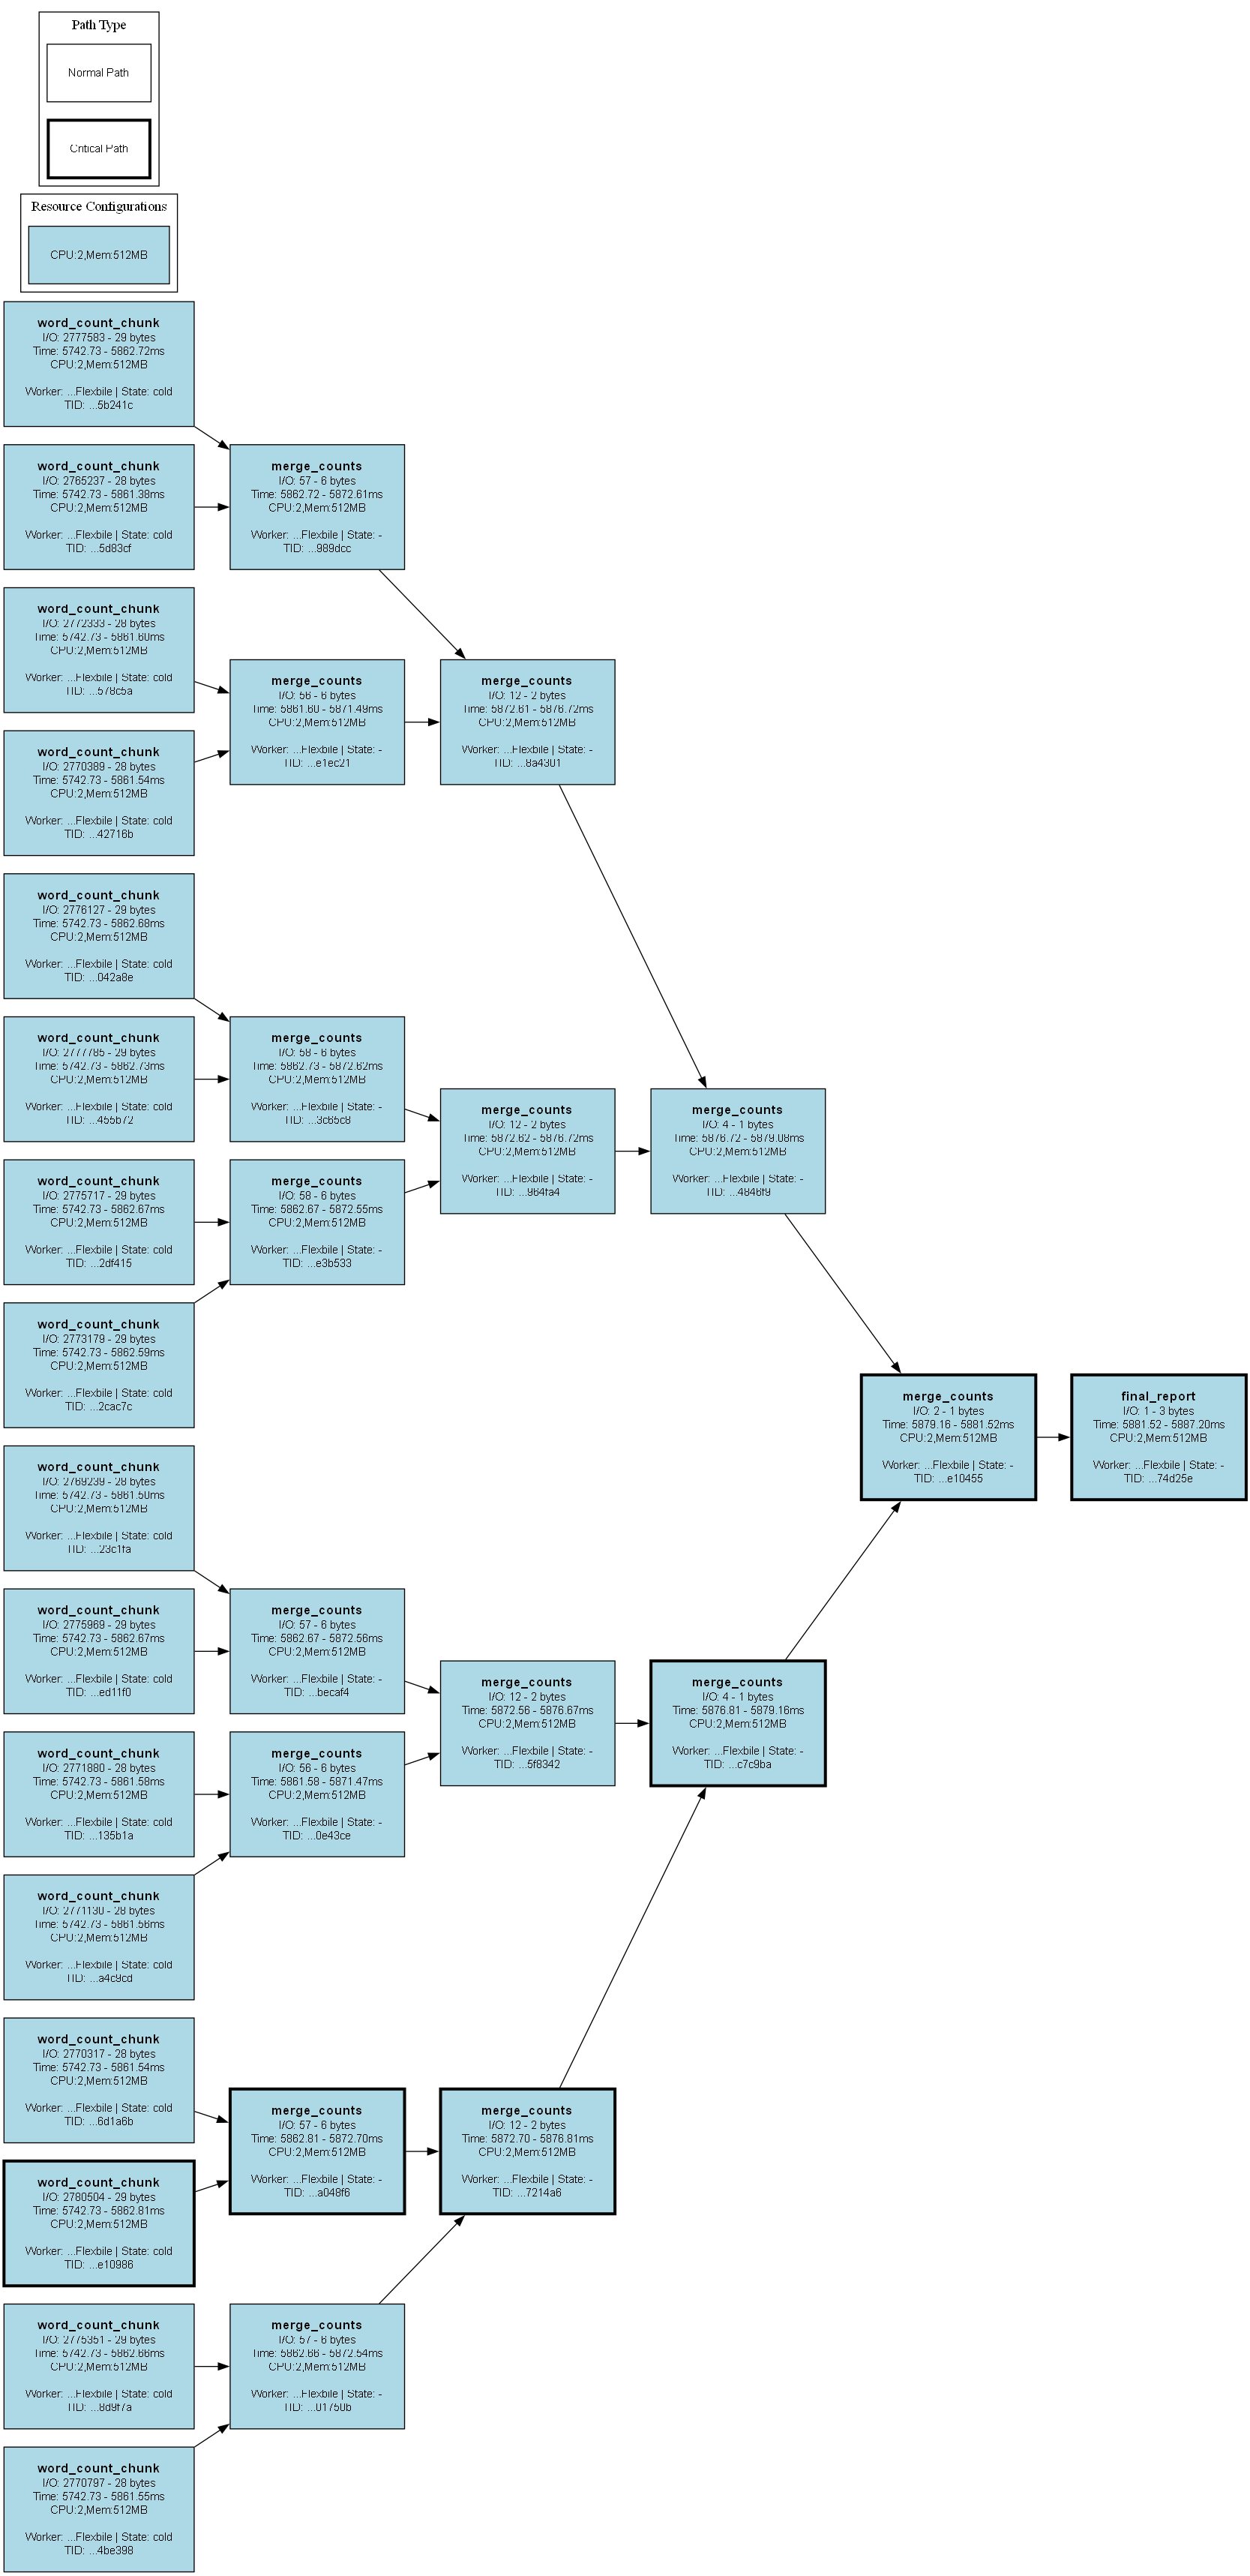 Path Type
Normal Path
Critical Path
Resource Configurations
CPU:2,Mem:512MB
word_count_chunk
I/O: 2777583 - 29 bytes
Time: 5742.73 - 5862.72ms
CPU:2,Mem:512MB
Worker: ...Flexbile | State: cold
TID: ...5b241c
word_count_chunk
I/O: 2765237 - 28 bytes
Time: 5742.73 - 5861.38ms
CPU:2,Mem:512MB
Worker: ...Flexbile | State: cold
TID: ...5d83cf
merge_counts
I/O: 57 - 6 bytes
Time: 5862.72 - 5872.61ms
CPU:2,Mem:512MB
Worker: ...Flexbile | State: -
TID: ...989dcc
word_count_chunk
I/O: 2772333 - 28 bytes
Time: 5742.73 - 5861.60ms
CPU:2,Mem:512MB
Worker: ...Flexbile | State: cold
TID: ...578c5a
merge_counts
I/O: 56 - 6 bytes
Time: 5861.60 - 5871.49ms
CPU:2,Mem:512MB
Worker: ...Flexbile | State: -
TID: ...e1ec21
merge_counts
I/O: 12 - 2 bytes
Time: 5872.61 - 5876.72ms
CPU:2,Mem:512MB
Worker: ...Flexbile | State: -
TID: ...8a4301
word_count_chunk
I/O: 2770389 - 28 bytes
Time: 5742.73 - 5861.54ms
CPU:2,Mem:512MB
Worker: ...Flexbile | State: cold
TID: ...42716b
word_count_chunk
I/O: 2776127 - 29 bytes
Time: 5742.73 - 5862.68ms
CPU:2,Mem:512MB
Worker: ...Flexbile | State: cold
TID: ...042a8e
word_count_chunk
I/O: 2777785 - 29 bytes
Time: 5742.73 - 5862.73ms
CPU:2,Mem:512MB
Worker: ...Flexbile | State: cold
TID: ...455b72
merge_counts
I/O: 58 - 6 bytes
Time: 5862.73 - 5872.62ms
CPU:2,Mem:512MB
Worker: ...Flexbile | State: -
TID: ...3c65c8
merge_counts
I/O: 12 - 2 bytes
Time: 5872.62 - 5876.72ms
CPU:2,Mem:512MB
Worker: ...Flexbile | State: -
TID: ...964fa4
merge_counts
I/O: 4 - 1 bytes
Time: 5876.72 - 5879.08ms
CPU:2,Mem:512MB
Worker: ...Flexbile | State: -
TID: ...4846f9
word_count_chunk
I/O: 2775717 - 29 bytes
Time: 5742.73 - 5862.67ms
CPU:2,Mem:512MB
Worker: ...Flexbile | State: cold
TID: ...2df415
merge_counts
I/O: 58 - 6 bytes
Time: 5862.67 - 5872.55ms
CPU:2,Mem:512MB
Worker: ...Flexbile | State: -
TID: ...e3b533
word_count_chunk
I/O: 2773179 - 29 bytes
Time: 5742.73 - 5862.59ms
CPU:2,Mem:512MB
Worker: ...Flexbile | State: cold
TID: ...2cac7c
merge_counts
I/O: 2 - 1 bytes
Time: 5879.16 - 5881.52ms
CPU:2,Mem:512MB
Worker: ...Flexbile | State: -
TID: ...e10455
final_report
I/O: 1 - 3 bytes
Time: 5881.52 - 5887.20ms
CPU:2,Mem:512MB
Worker: ...Flexbile | State: -
TID: ...74d25e
word_count_chunk
I/O: 2769239 - 28 bytes
Time: 5742.73 - 5861.50ms
CPU:2,Mem:512MB
Worker: ...Flexbile | State: cold
TID: ...23c1fa
word_count_chunk
I/O: 2775969 - 29 bytes
Time: 5742.73 - 5862.67ms
CPU:2,Mem:512MB
Worker: ...Flexbile | State: cold
TID: ...ed11f0
merge_counts
I/O: 57 - 6 bytes
Time: 5862.67 - 5872.56ms
CPU:2,Mem:512MB
Worker: ...Flexbile | State: -
TID: ...becaf4
merge_counts
I/O: 12 - 2 bytes
Time: 5872.56 - 5876.67ms
CPU:2,Mem:512MB
Worker: ...Flexbile | State: -
TID: ...5f8342
merge_counts
I/O: 4 - 1 bytes
Time: 5876.81 - 5879.16ms
CPU:2,Mem:512MB
Worker: ...Flexbile | State: -
TID: ...c7c9ba
word_count_chunk
I/O: 2771880 - 28 bytes
Time: 5742.73 - 5861.58ms
CPU:2,Mem:512MB
Worker: ...Flexbile | State: cold
TID: ...135b1a
merge_counts
I/O: 56 - 6 bytes
Time: 5861.58 - 5871.47ms
CPU:2,Mem:512MB
Worker: ...Flexbile | State: -
TID: ...0e43ce
word_count_chunk
I/O: 2771130 - 28 bytes
Time: 5742.73 - 5861.56ms
CPU:2,Mem:512MB
Worker: ...Flexbile | State: cold
TID: ...a4c9cd
word_count_chunk
I/O: 2770317 - 28 bytes
Time: 5742.73 - 5861.54ms
CPU:2,Mem:512MB
Worker: ...Flexbile | State: cold
TID: ...6d1a6b
merge_counts
I/O: 57 - 6 bytes
Time: 5862.81 - 5872.70ms
CPU:2,Mem:512MB
Worker: ...Flexbile | State: -
TID: ...a048f6
merge_counts
I/O: 12 - 2 bytes
Time: 5872.70 - 5876.81ms
CPU:2,Mem:512MB
Worker: ...Flexbile | State: -
TID: ...7214a6
word_count_chunk
I/O: 2780504 - 29 bytes
Time: 5742.73 - 5862.81ms
CPU:2,Mem:512MB
Worker: ...Flexbile | State: cold
TID: ...e10986
word_count_chunk
I/O: 2775351 - 29 bytes
Time: 5742.73 - 5862.66ms
CPU:2,Mem:512MB
Worker: ...Flexbile | State: cold
TID: ...8d9f7a
merge_counts
I/O: 57 - 6 bytes
Time: 5862.66 - 5872.54ms
CPU:2,Mem:512MB
Worker: ...Flexbile | State: -
TID: ...01750b
word_count_chunk
I/O: 2770797 - 28 bytes
Time: 5742.73 - 5861.55ms
CPU:2,Mem:512MB
Worker: ...Flexbile | State: cold
TID: ...4be398